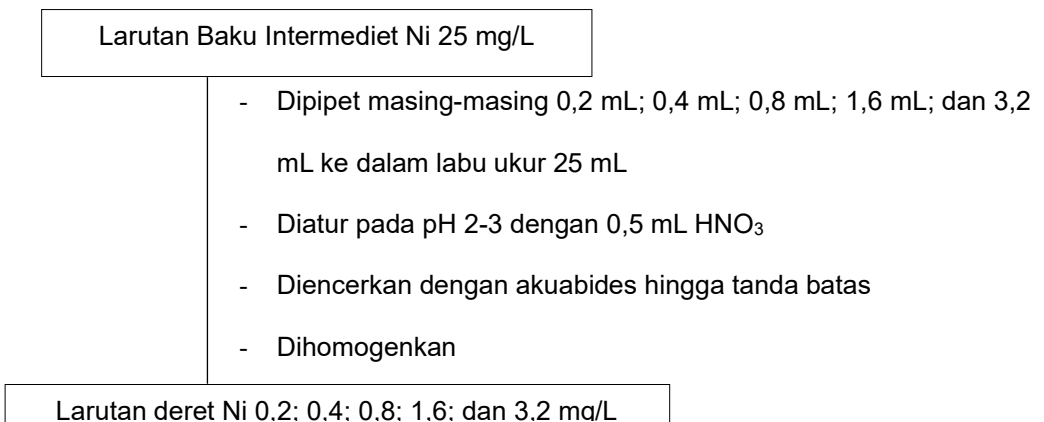 Larutan Baku Intermediet Ni 25 mg/L
- Dipipet masing-masing 0,2 mL; 0,4 mL; 0,8 mL; 1,6 mL; dan 3,2
mL ke dalam labu ukur 25 mL
- Diatur pada pH 2-3 dengan 0,5 mL HNO₃
- Diencerkan dengan akuabides hingga tanda batas
- Dihomogenkan
Larutan deret Ni 0,2; 0,4; 0,8; 1,6; dan 3,2 mg/L